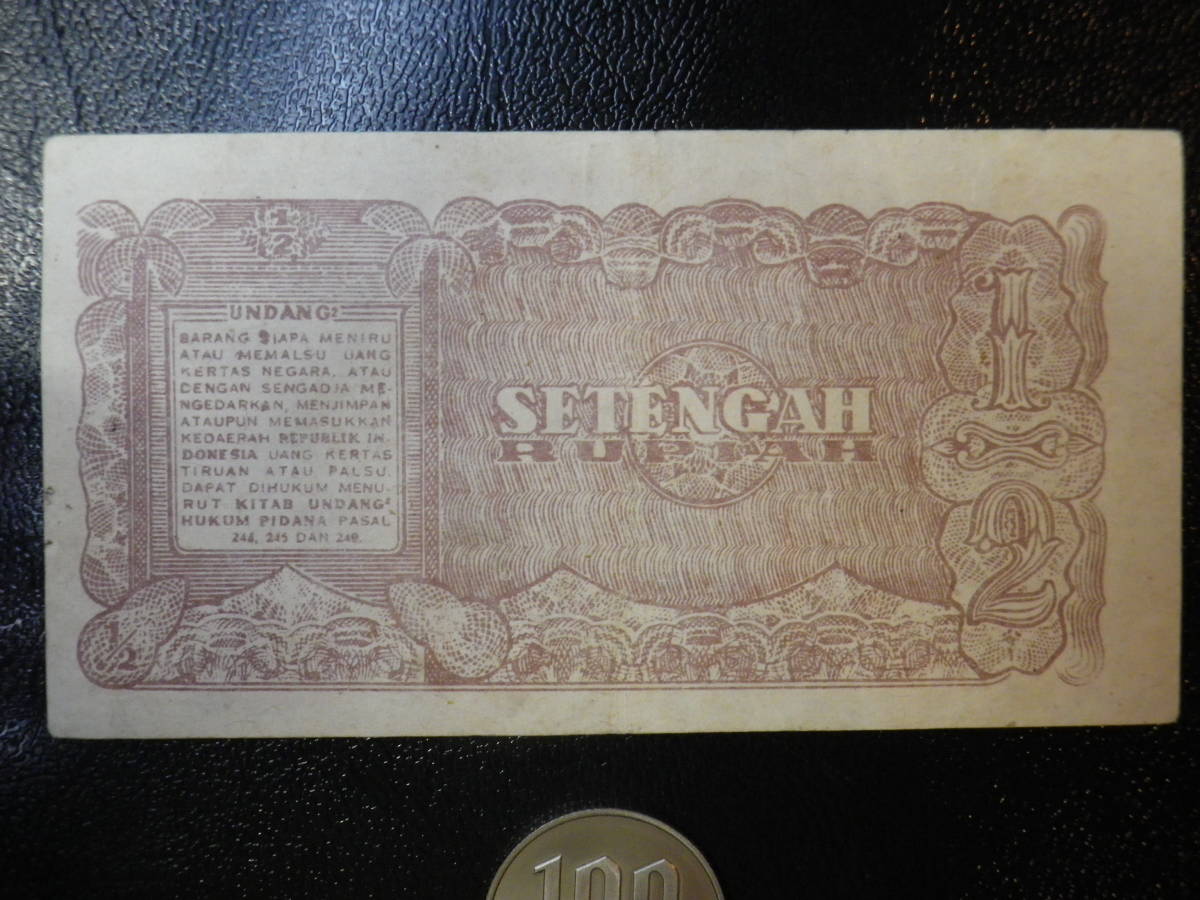 1/2
UNDANG2
BARANG SIAPA MENIRU
ATAU MEMALSU UANG
KERTAS NEGARA, ATAU
DENGAN SENGADJA ME-
NGEDARKAN, MENJIMPAN
ATAUPUN MEMASUKKAN
KEDAERAH REPUBLIK IN-
DONESIA UANG KERTAS
TIRUAN ATAU PALSU,
DAPAT DIHUKUM MENU-
RUT KITAB UNDANG2
HUKUM PIDANA PASAL
244, 245 DAN 249.
SETENGAH
RUPIAH
1
2
1/2
100